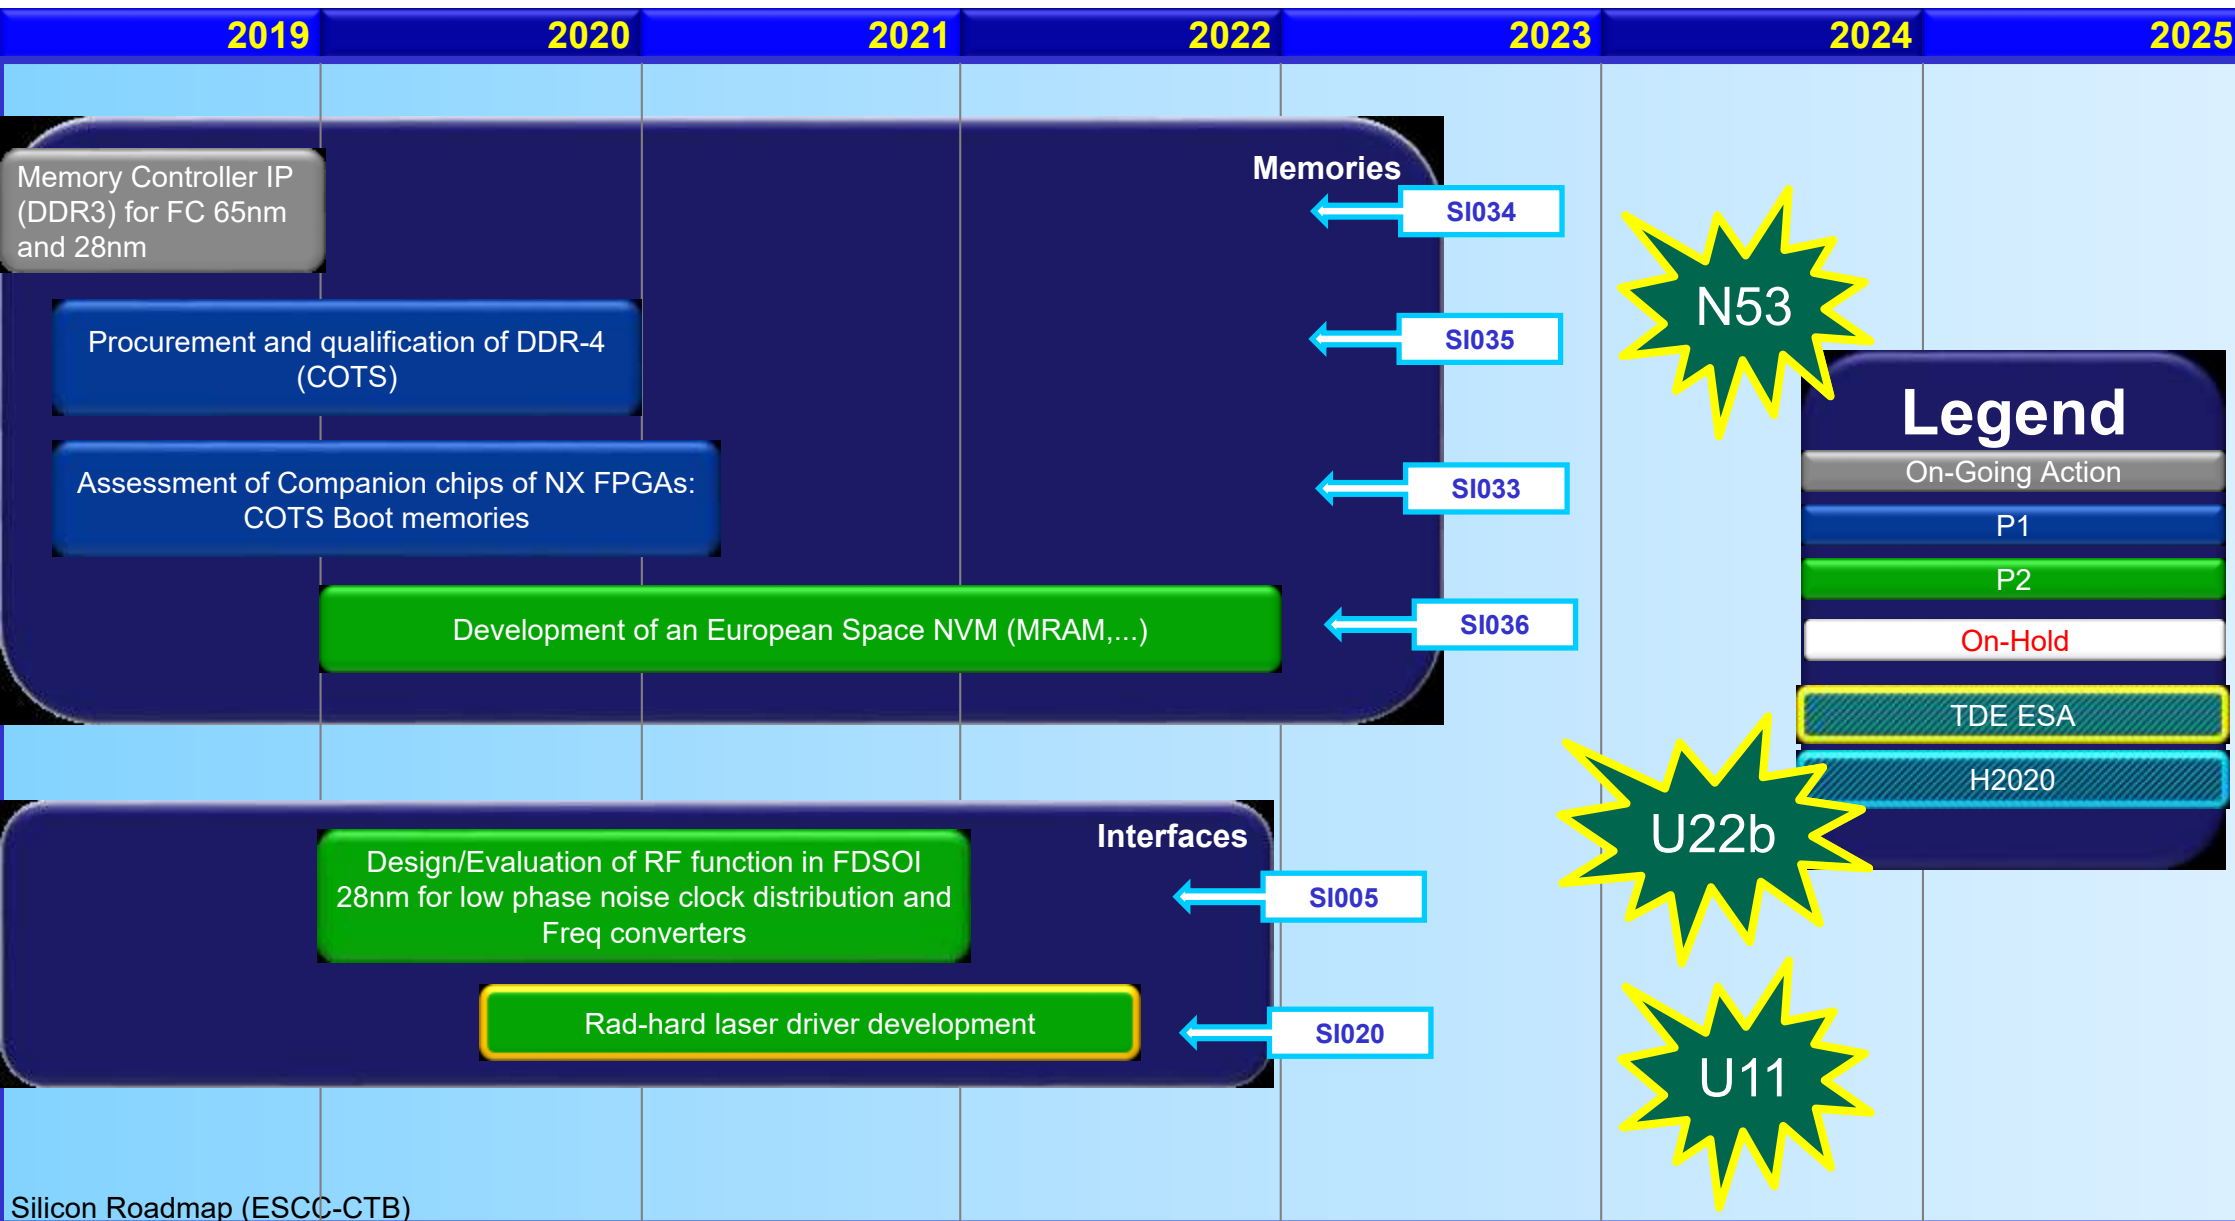 2019 2020 2021 2022 2023 2024 2025
Memories
Memory Controller IP
(DDR3) for FC 65nm
and 28nm
SI034
Procurement and qualification of DDR-4
(COTS)
SI035
Assessment of Companion chips of NX FPGAs:
COTS Boot memories
SI033
Development of an European Space NVM (MRAM,...)
SI036
N53
Legend
On-Going Action
P1
P2
On-Hold
TDE ESA
H2020
U22b
Interfaces
Design/Evaluation of RF function in FDSOI
28nm for low phase noise clock distribution and
Freq converters
SI005
Rad-hard laser driver development
SI020
U11
Silicon Roadmap (ESCC-CTB)